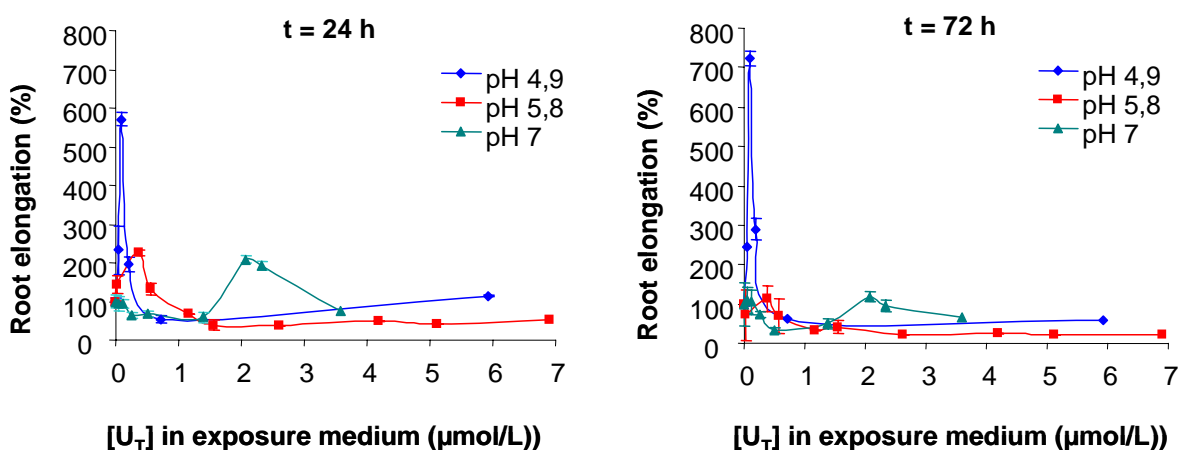 t = 24 h
800
700
600
500
400
300
200
100
0
Root elongation (%)
pH 4,9
pH 5,8
pH 7
0 1 2 3 4 5 6 7
[U_T] in exposure medium (µmol/L))
t = 72 h
800
700
600
500
400
300
200
100
0
Root elongation (%)
pH 4,9
pH 5,8
pH 7
0 1 2 3 4 5 6 7
[U_T] in exposure medium (µmol/L))